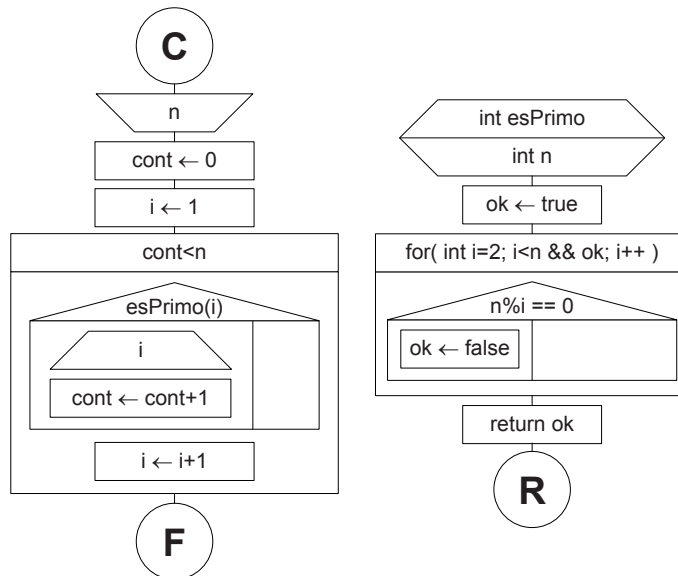 C
n
cont ← 0
i ← 1
cont<n
esPrimo(i)
i
cont ← cont+1
i ← i+1
F
int esPrimo
int n
ok ← true
for( int i=2; i<n && ok; i++ )
n%i == 0
ok ← false
return ok
R